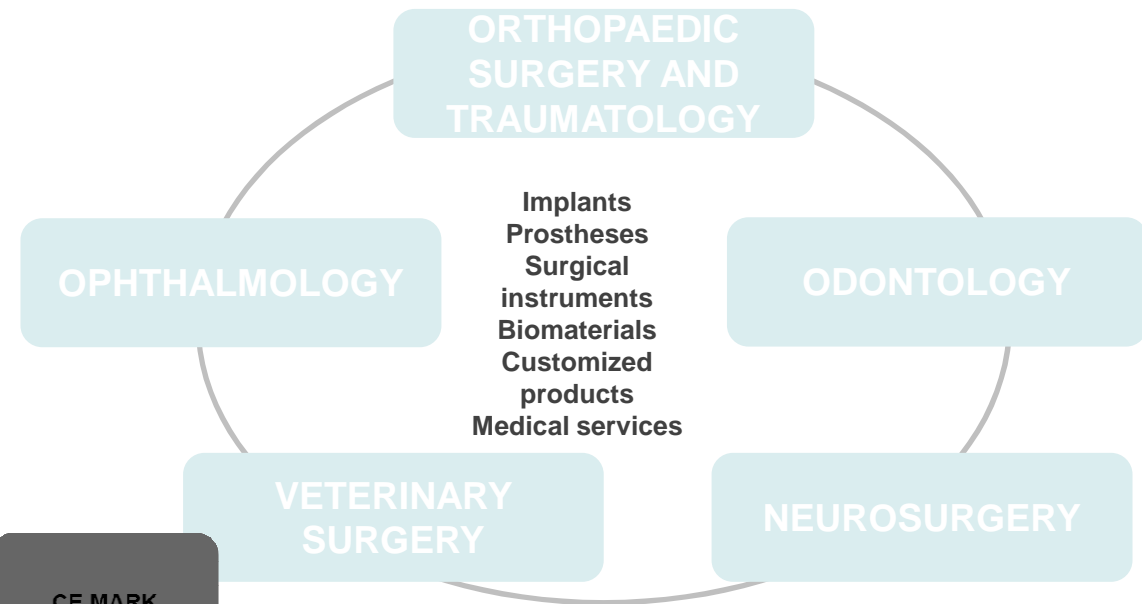 ORTHOPAEDIC
SURGERY AND
TRAUMATOLOGY
OPHTHALMOLOGY
Implants
Prostheses
Surgical
instruments
Biomaterials
Customized
products
Medical services
ODONTOLOGY
VETERINARY
SURGERY
NEUROSURGERY
CE MARK